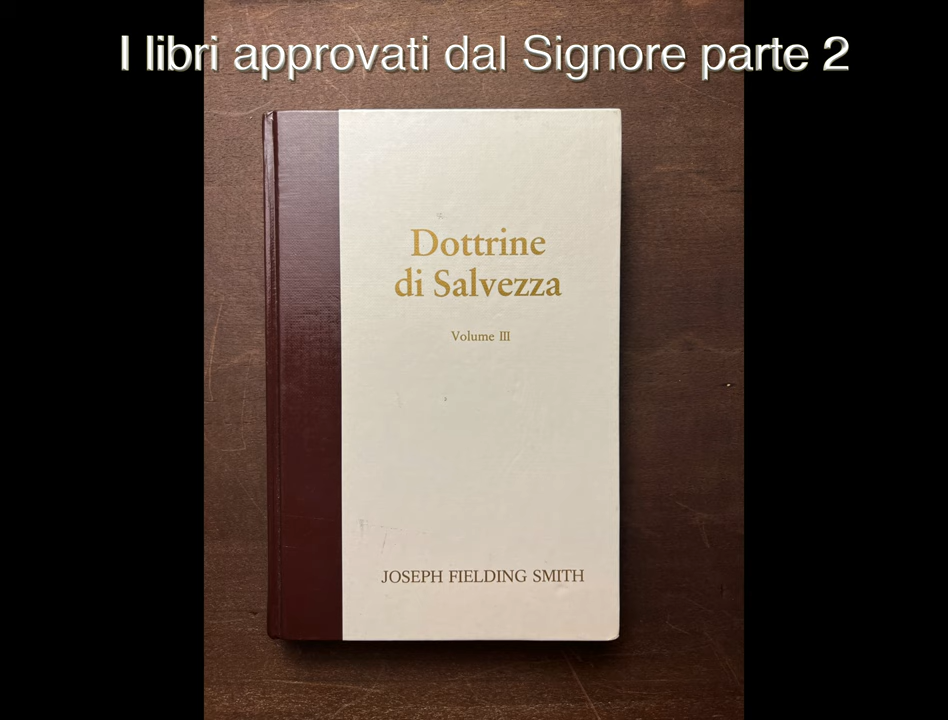 I libri approvati dal Signore parte 2
Dottrine
di Salvezza
Volume III
JOSEPH FIELDING SMITH